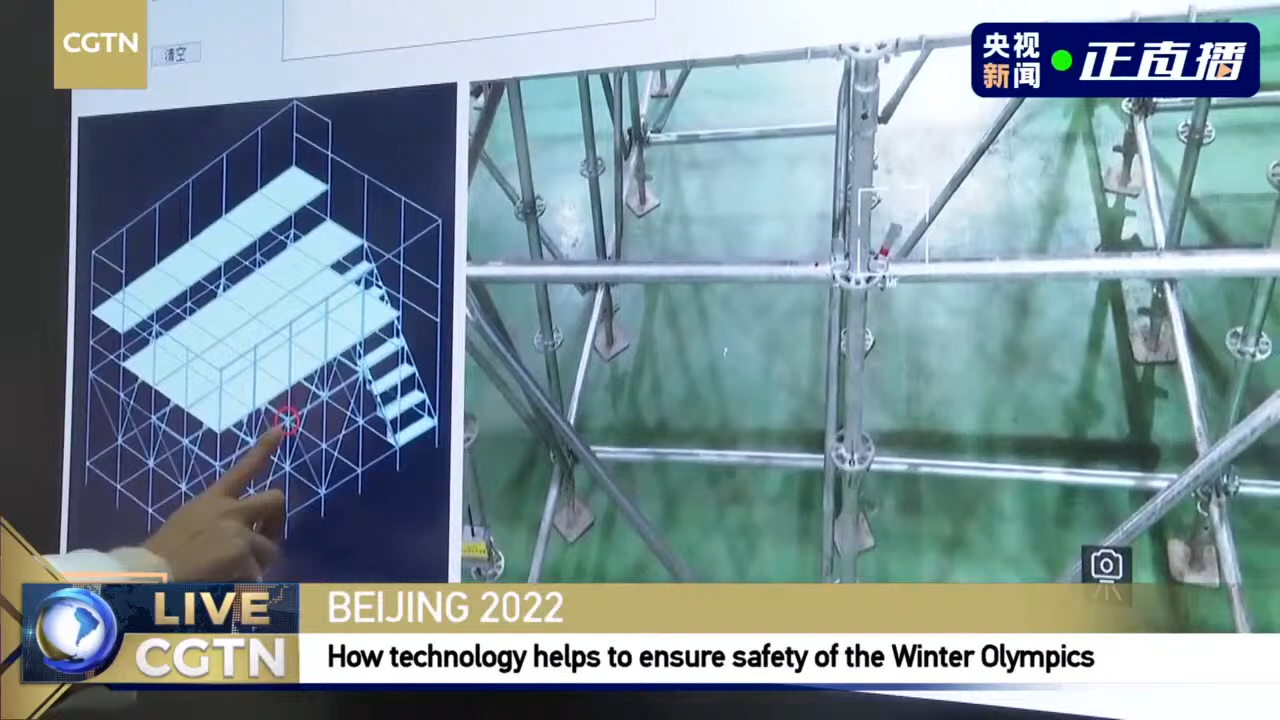 CGTN
清空
央视
新闻
正直播
LIVE
CGTN
BEIJING 2022
How technology helps to ensure safety of the Winter Olympics